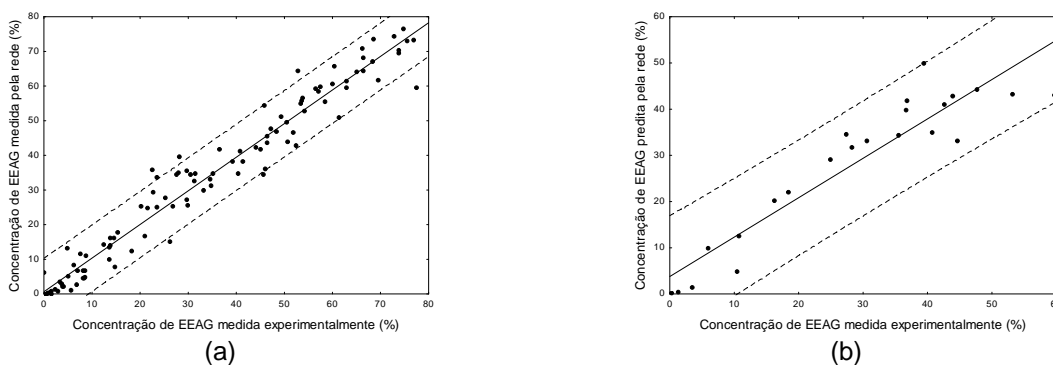 80
70
60
50
40
30
20
10
0
Concentração de EEAG medida pela rede (%)
0 10 20 30 40 50 60 70 80
Concentração de EEAG medida experimentalmente (%)
(a)
60
50
40
30
20
10
0
Concentração de EEAG predita pela rede (%)
0 10 20 30 40 50 60
Concentração de EEAG medida experimentalmente (%)
(b)